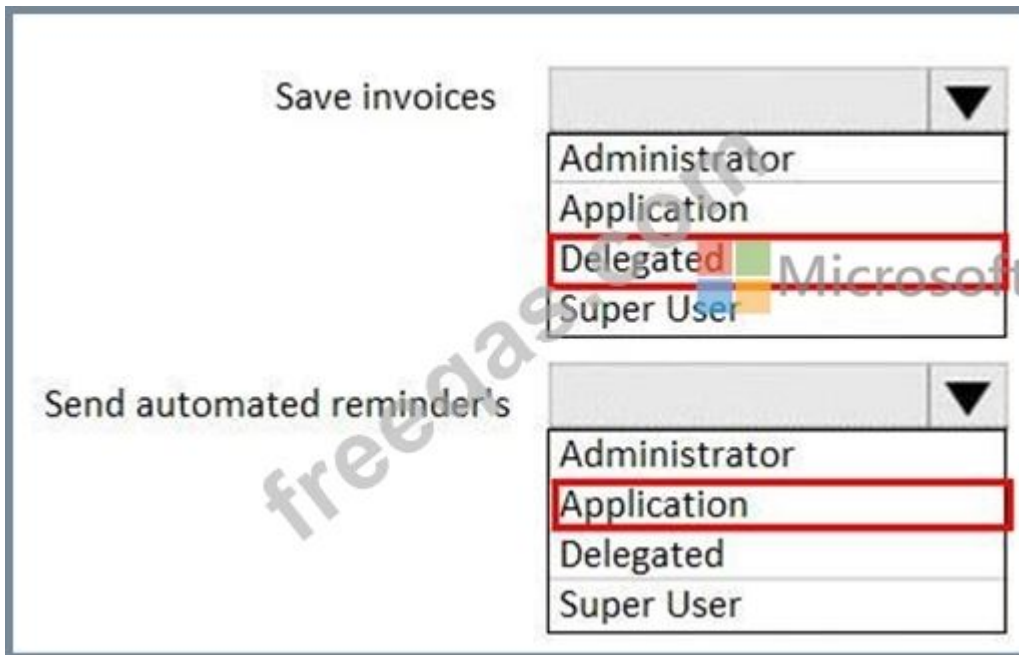 Save invoices
Administrator
Application
Delegated
Super User
Microsoft
Send automated reminder's
Administrator
Application
Delegated
Super User
freeqas.com